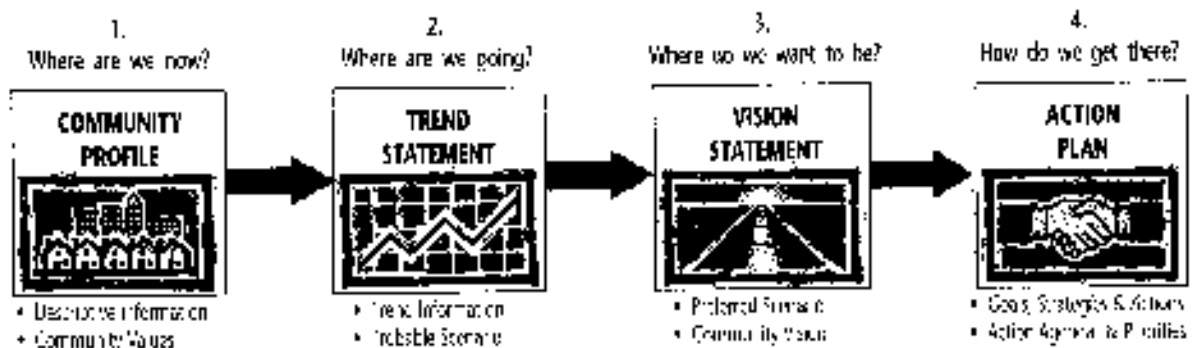 1.
Where are we now?
COMMUNITY
PROFILE
• Descriptive Information
• Community Values
2.
Where are we going?
TREND
STATEMENT
• Trend Information
• Probable Scenario
3.
Where do we want to be?
VISION
STATEMENT
• Preferred Scenario
• Community Vision
4.
How do we get there?
ACTION
PLAN
• Goals, Strategies & Actions
• Action Agenda & Priorities